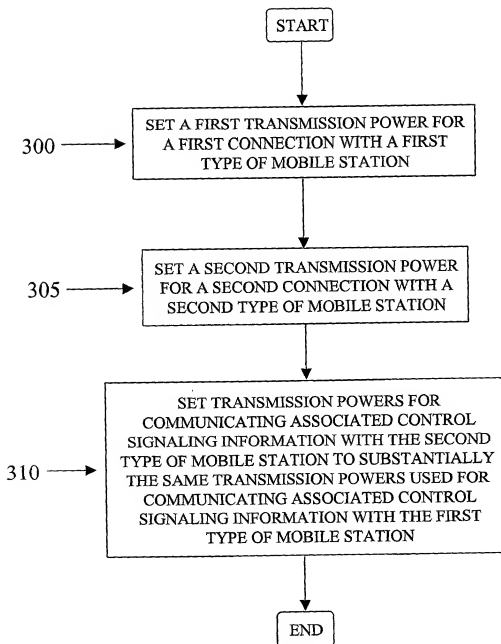 START
300
SET A FIRST TRANSMISSION POWER FOR
A FIRST CONNECTION WITH A FIRST
TYPE OF MOBILE STATION
305
SET A SECOND TRANSMISSION POWER
FOR A SECOND CONNECTION WITH A
SECOND TYPE OF MOBILE STATION
310
SET TRANSMISSION POWERS FOR
COMMUNICATING ASSOCIATED CONTROL
SIGNALING INFORMATION WITH THE SECOND
TYPE OF MOBILE STATION TO SUBSTANTIALLY
THE SAME TRANSMISSION POWERS USED FOR
COMMUNICATING ASSOCIATED CONTROL
SIGNALING INFORMATION WITH THE FIRST
TYPE OF MOBILE STATION
END